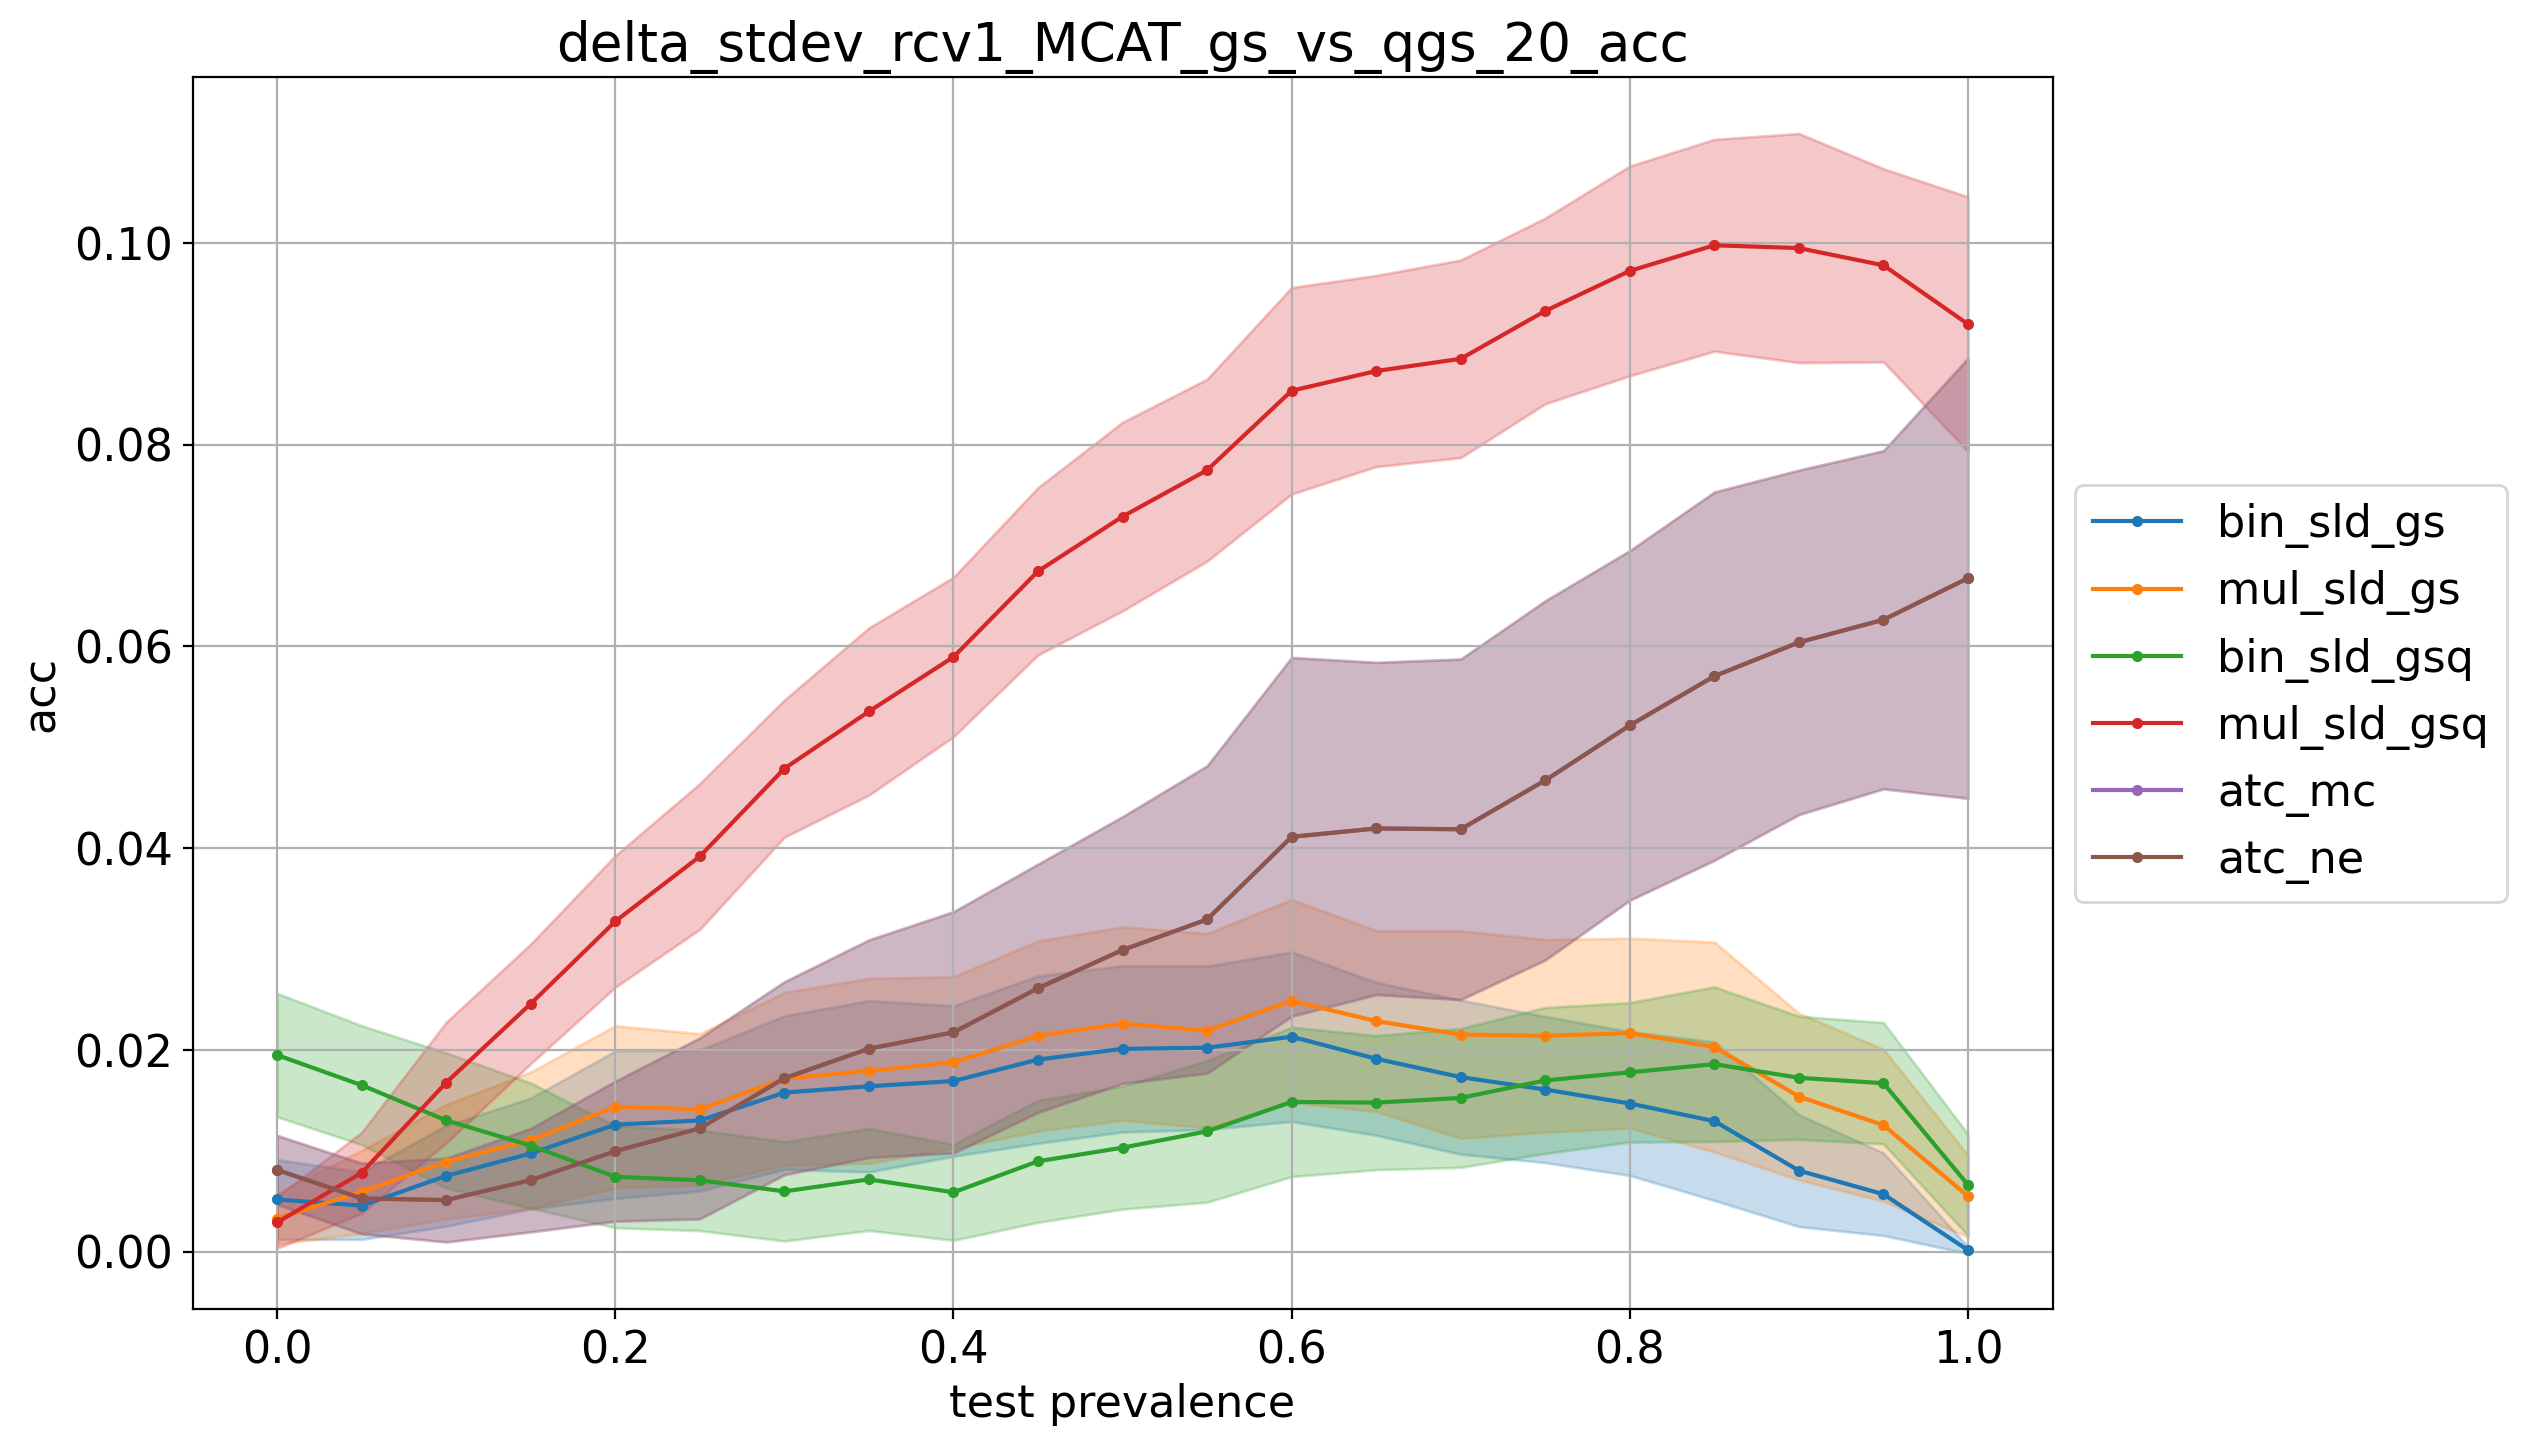 delta_stdev_rcv1_MCAT_gs_vs_qgs_20_acc
0.10
0.08
0.06
0.04
0.02
0.00
acc
0.0 0.2 0.4 0.6 0.8 1.0
test prevalence
bin_sld_gs
mul_sld_gs
bin_sld_gsq
mul_sld_gsq
atc_mc
atc_ne